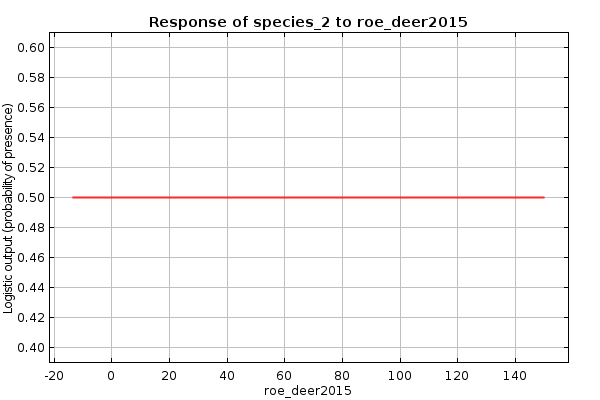 Response of species_2 to roe_deer2015
Logistic output (probability of presence)
0.60
0.58
0.56
0.54
0.52
0.50
0.48
0.46
0.44
0.42
0.40
-20 0 20 40 60 80 100 120 140
roe_deer2015